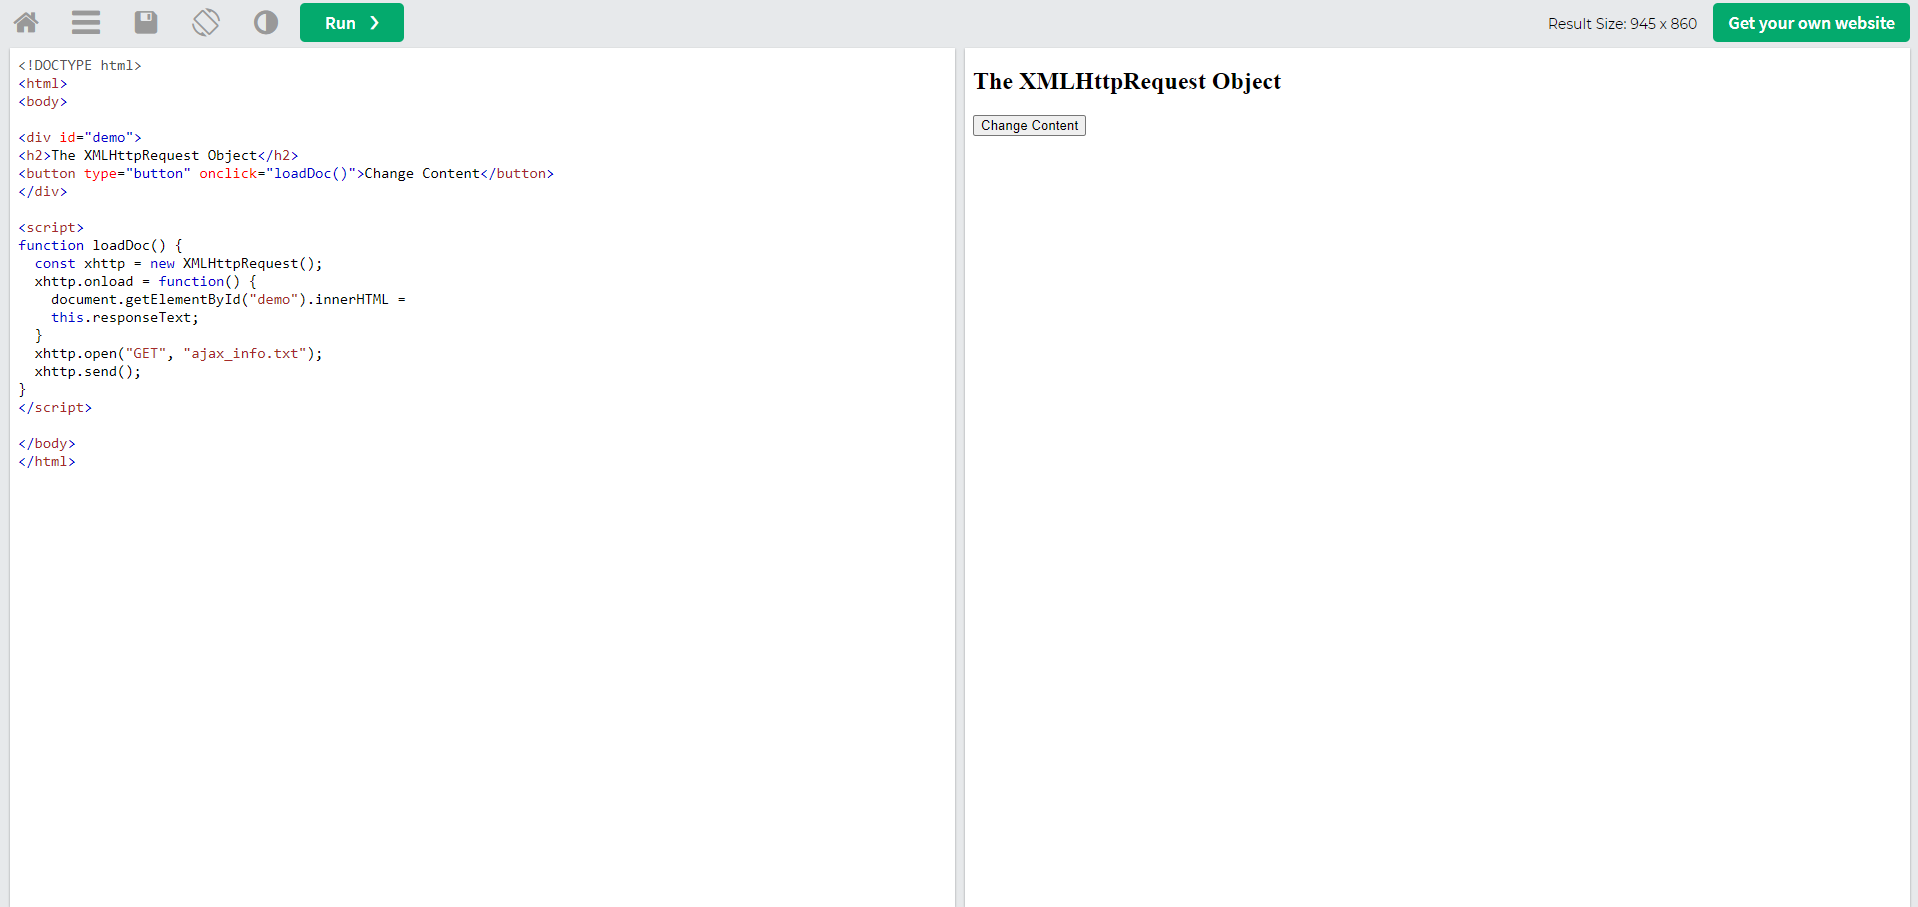 Run ❯
Result Size: 945 x 860
Get your own website
<!DOCTYPE html>
<html>
<body>

<div id="demo">
<h2>The XMLHttpRequest Object</h2>
<button type="button" onclick="loadDoc()">Change Content</button>
</div>

<script>
function loadDoc() {
  const xhttp = new XMLHttpRequest();
  xhttp.onload = function() {
    document.getElementById("demo").innerHTML =
    this.responseText;
  }
  xhttp.open("GET", "ajax_info.txt");
  xhttp.send();
}
</script>

</body>
</html>
The XMLHttpRequest Object
Change Content